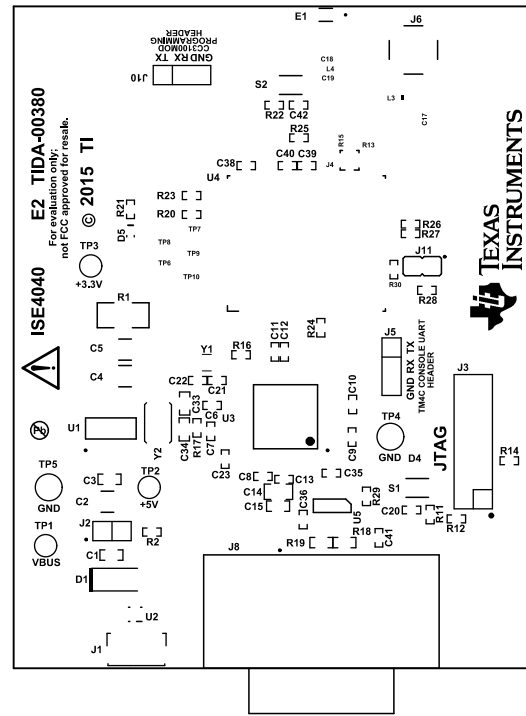 E1
J6
GND RX TX
CC3100MOD
PROGRAMMING
HEADER
J10
C18
L4
C19
S2
L3
C17
R22
C42
R25
R15
R13
C38
C40
C39
J4
U4
ISE4040
E2 TIDA-00380
For evaluation only;
not FCC approved for resale.
© 2015 TI
R21
D5
R23
R20
TP7
TP8
TP9
TP6
TP10
TP3
+3.3V
R26
R27
J11
R30
R28
TEXAS
INSTRUMENTS
R1
C5
C4
Y1
R16
C11
C12
R24
J5
GND RX TX
TM4C CONSOLE UART
HEADER
J3
C22
C21
C33
C6
U3
C10
Pb
U1
C34
R17
C7
C9
TP4
GND
JTAG
Y2
C23
R14
TP5
GND
C3
TP2
+5V
C8
C13
C35
D4
C2
C14
C15
C36
U5
R29
S1
C20
R11
R12
TP1
VBUS
J2
R2
C1
J8
R19
R18
C41
D1
U2
J1